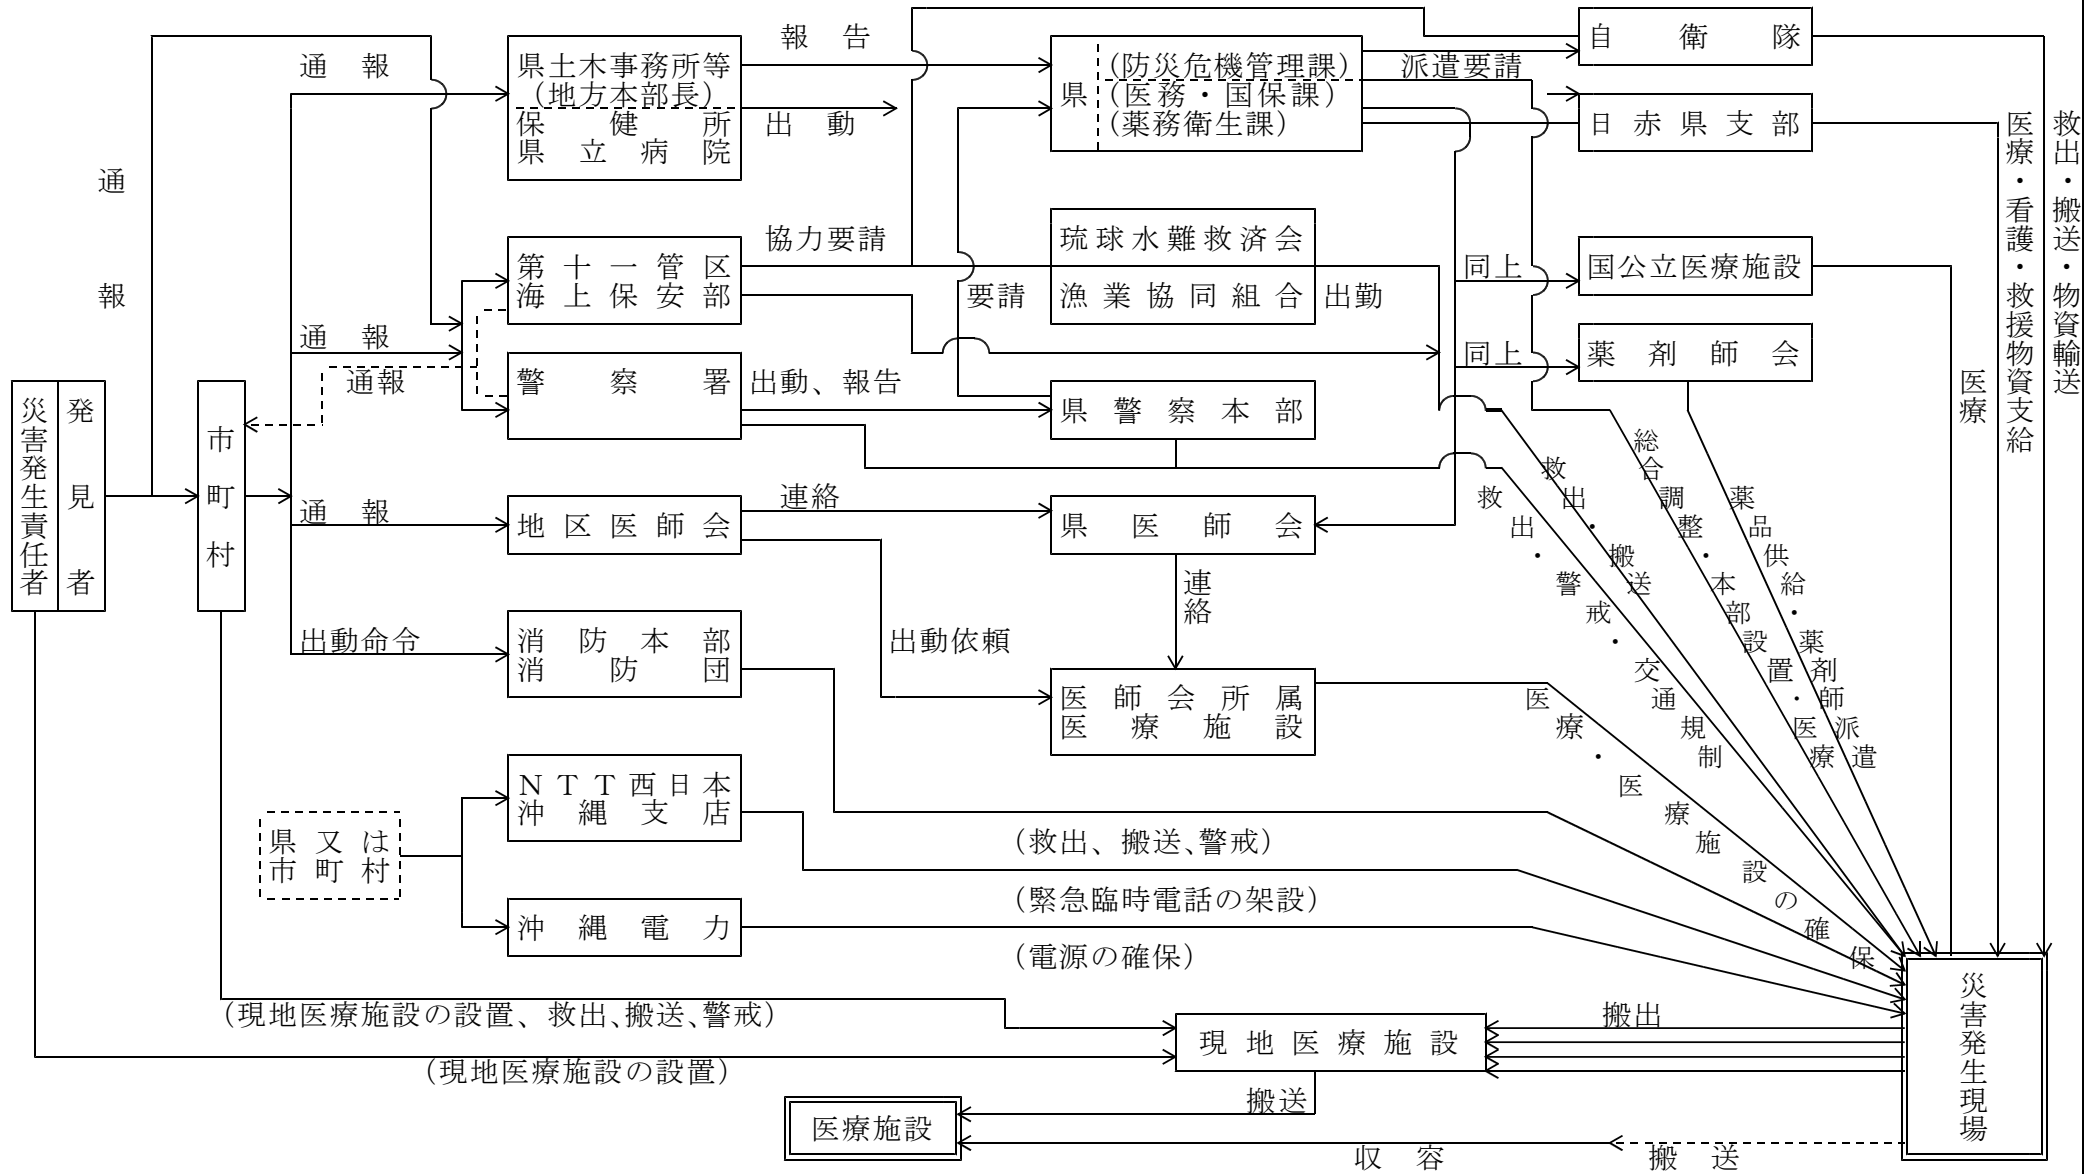 災害発生責任者
発見者
通報
市町村
通報
通報
通報
通報
出動命令
県又は
市町村
県土木事務所等
（地方本部長）
保健所
県立病院
報告
出動
第十一管区
海上保安部
協力要請
警察署
出動、報告
地区医師会
連絡
出動依頼
消防本部
消防団
NTT西日本
沖縄支店
沖縄電力
県
（防災危機管理課）
（医務・国保課）
（薬務衛生課）
派遣要請
琉球水難救済会
漁業協同組合
出勤
要請
県警察本部
県医師会
連絡
医師会所属
医療施設
自衛隊
日赤県支部
同上
国公立医療施設
同上
薬剤師会
救出・搬送・物資輸送
医療・看護・救援物資支給
医療
薬品供給・薬剤師派遣
総合調整・本部設置・医療
救出・搬送
救出・警戒・交通規制
医療・医療施設の確保
（救出、搬送、警戒）
（緊急臨時電話の架設）
（電源の確保）
（現地医療施設の設置、救出、搬送、警戒）
（現地医療施設の設置）
現地医療施設
搬出
搬送
医療施設
収容
搬送
災害発生現場